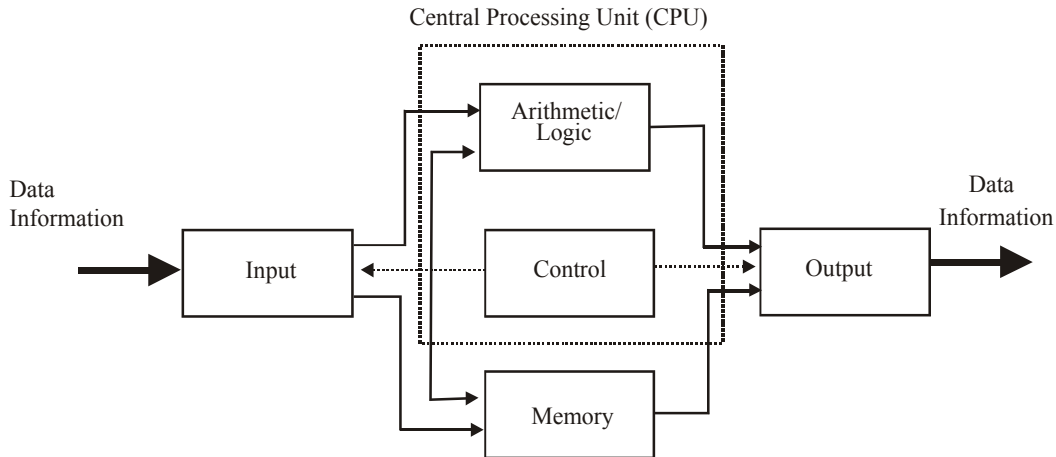 Central Processing Unit (CPU)
Arithmetic/
Logic
Data
Information
Data
Information
Input
Control
Output
Memory